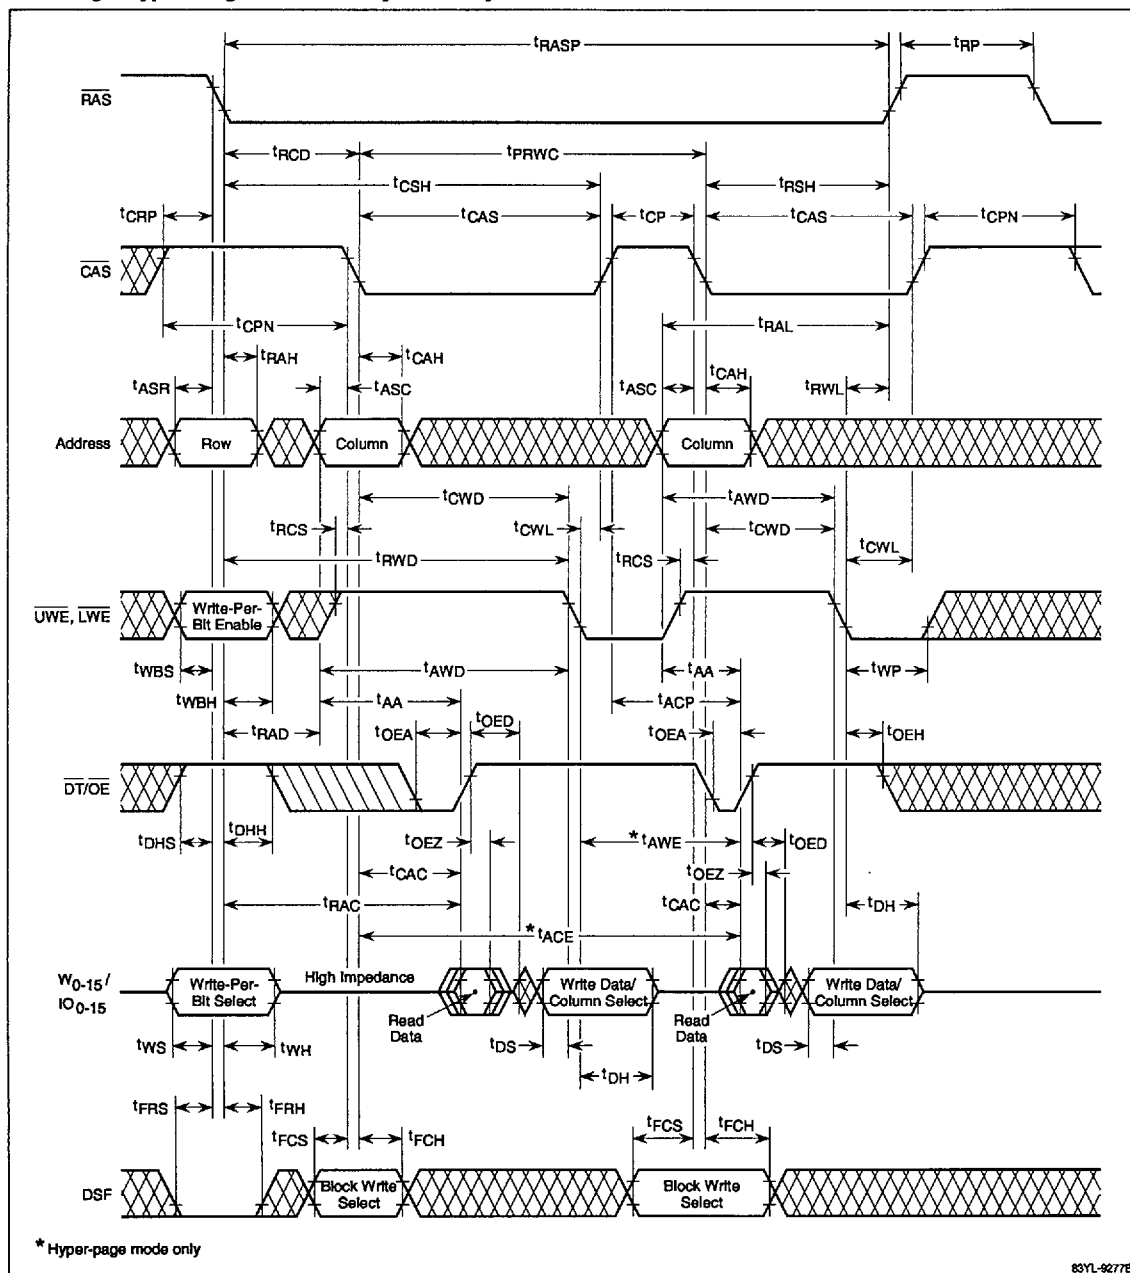 tRASP
tRP
RAS
tRCD
tPRWC
tCSH
tRSH
tCRP
tCAS
tCP
tCAS
tCPN
CAS
tCPN
tRAL
tRAH
tCAH
tASR
tASC
tASC
tCAH
tRWL
Address
Row
Column
Column
tCWD
tAWD
tRCS
tCWL
tCWD
tRWD
tRCS
tCWL
UWE, LWE
Write-Per-
Bit Enable
tWBS
tAWD
tAA
tWP
tWBH
tAA
tACP
tRAD
tOEA
tOED
tOEA
tOEH
DT/OE
tDHS
tDHH
tOEZ
*tAWE
tOED
tCAC
tOEZ
tRAC
tCAC
tDH
*tACE
W0-15 /
IO0-15
Write-Per-
Bit Select
High Impedance
Write Data/
Column Select
Write Data/
Column Select
Read
Data
Read
Data
tWS
tWH
tDS
tDS
tDH
tFRS
tFRH
tFCS
tFCH
tFCS
tFCH
DSF
Block Write
Select
Block Write
Select
* Hyper-page mode only
83YL-9277B